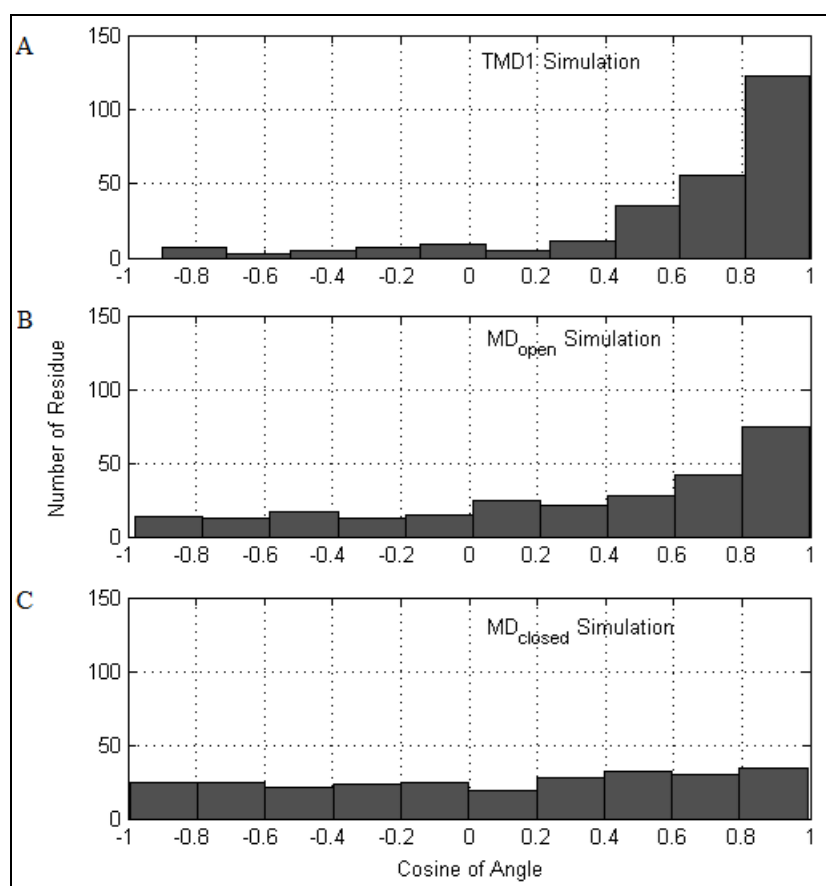 A
150
100
50
0
TMD1 Simulation
-1 -0.8 -0.6 -0.4 -0.2 0 0.2 0.4 0.6 0.8 1
B
150
100
50
0
MDopen Simulation
-1 -0.8 -0.6 -0.4 -0.2 0 0.2 0.4 0.6 0.8 1
Number of Residue
C
150
100
50
0
MDclosed Simulation
-1 -0.8 -0.6 -0.4 -0.2 0 0.2 0.4 0.6 0.8 1
Cosine of Angle